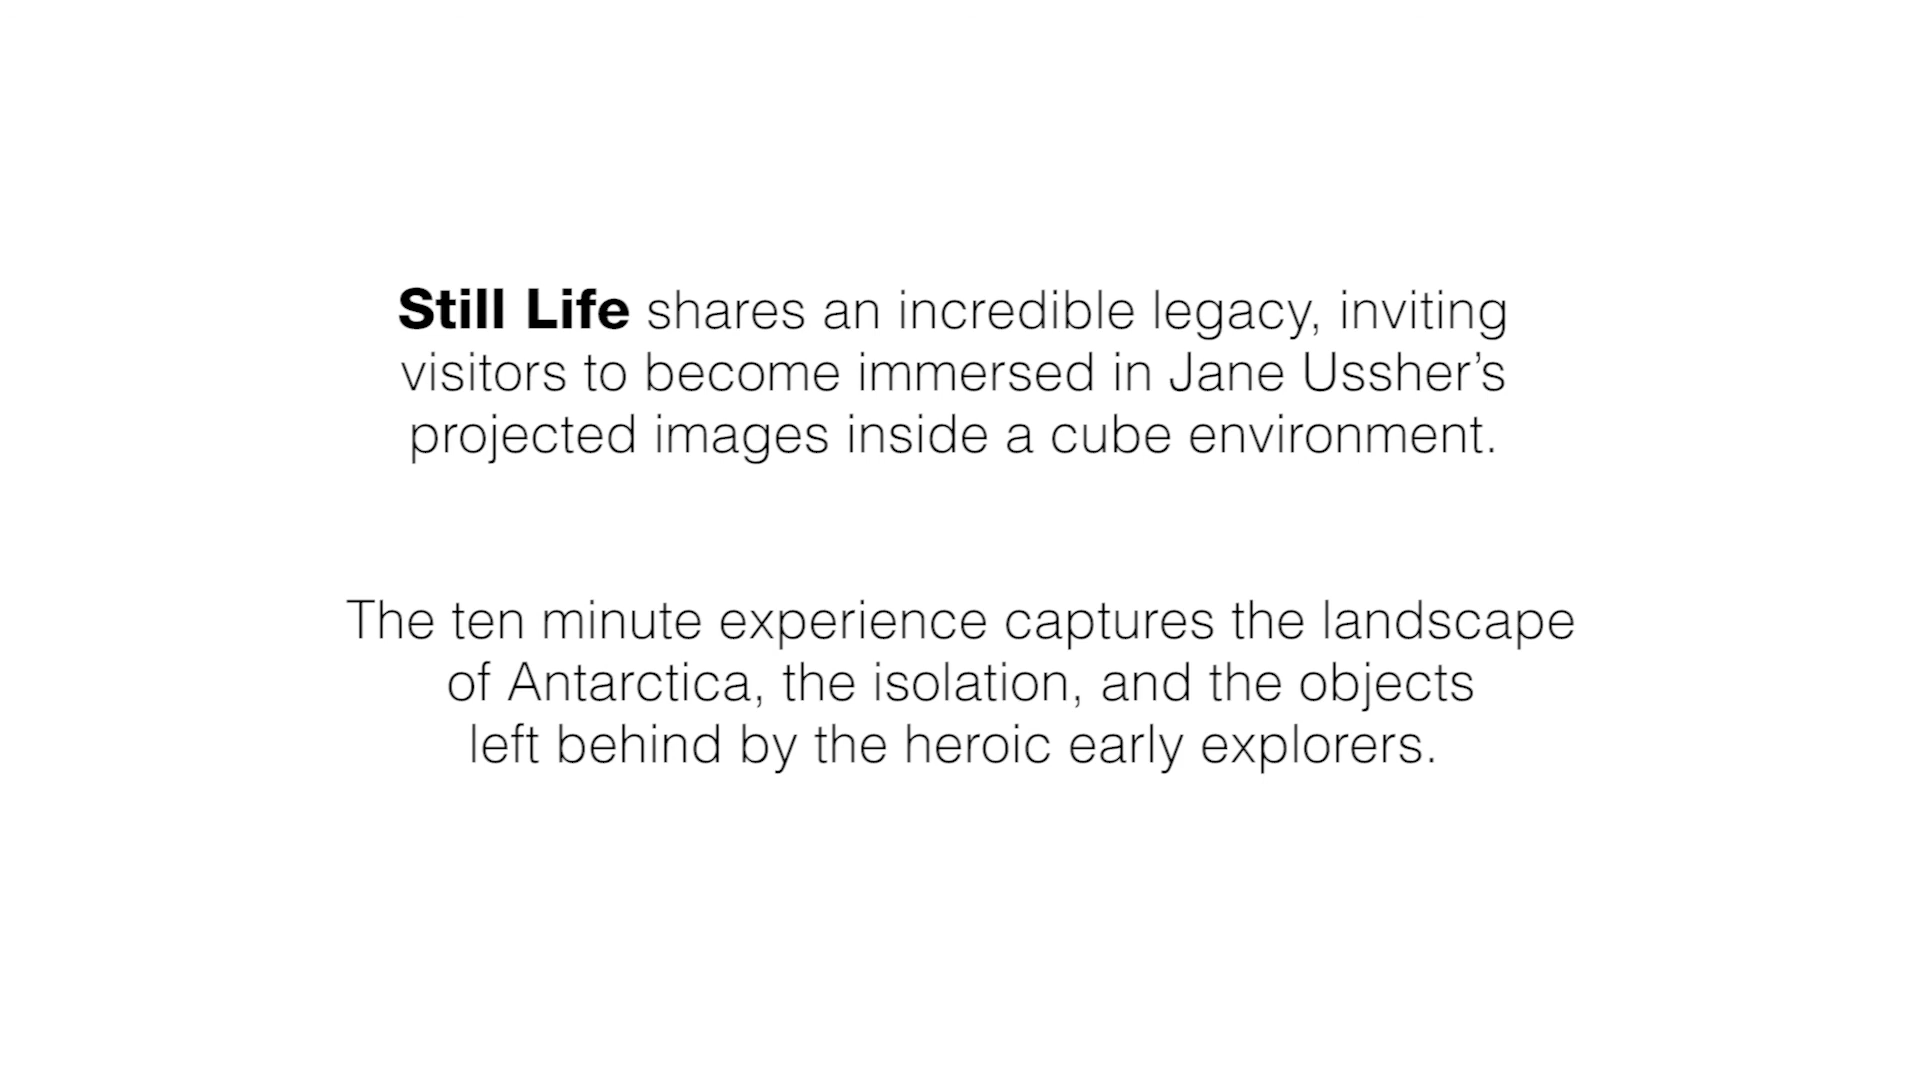 Still Life shares an incredible legacy, inviting
visitors to become immersed in Jane Ussher’s
projected images inside a cube environment.
The ten minute experience captures the landscape
of Antarctica, the isolation, and the objects
left behind by the heroic early explorers.